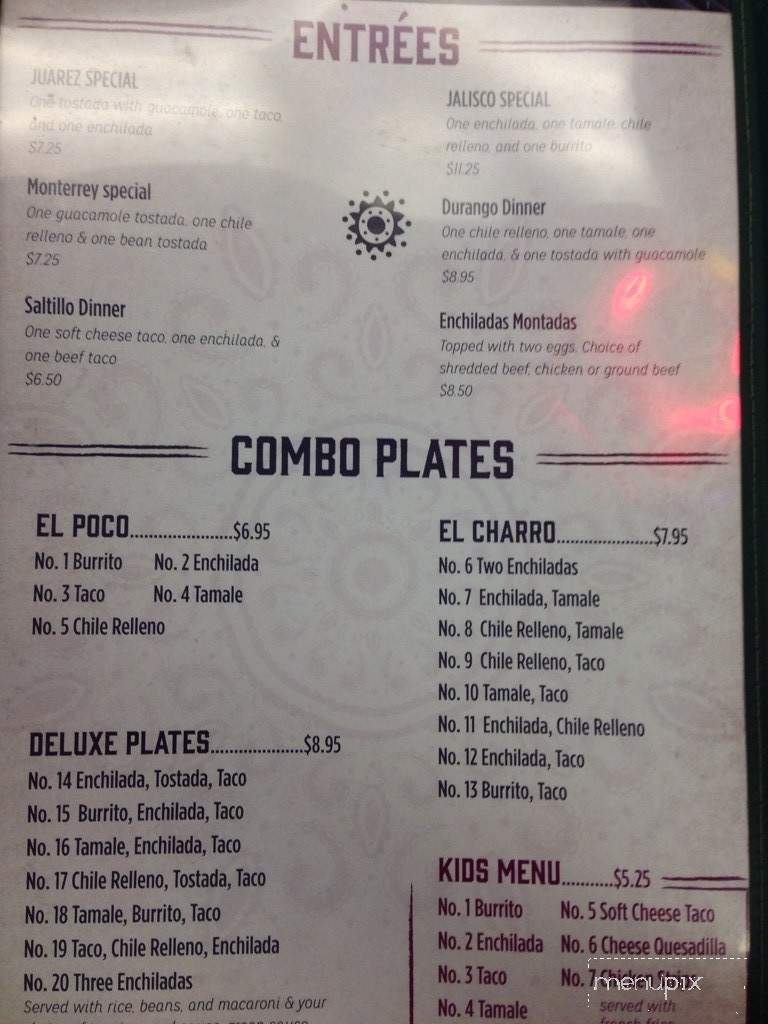 ENTRÉES
JUAREZ SPECIAL
One tostada with guacamole, one taco,
and one enchilada
$7.25
Monterrey special
One guacamole tostada, one chile
relleno & one bean tostada
$7.25
Saltillo Dinner
One soft cheese taco, one enchilada, &
one beef taco
$6.50
JALISCO SPECIAL
One enchilada, one tamale, chile
relleno, and one burrito
$11.25
Durango Dinner
One chile relleno, one tamale, one
enchilada, & one tostada with guacamole
$8.95
Enchiladas Montadas
Topped with two eggs. Choice of
shredded beef, chicken or ground beef
$8.50
COMBO PLATES
EL POCO......................$6.95
No. 1 Burrito No. 2 Enchilada
No. 3 Taco No. 4 Tamale
No. 5 Chile Relleno
DELUXE PLATES....................$8.95
No. 14 Enchilada, Tostada, Taco
No. 15 Burrito, Enchilada, Taco
No. 16 Tamale, Enchilada, Taco
No. 17 Chile Relleno, Tostada, Taco
No. 18 Tamale, Burrito, Taco
No. 19 Taco, Chile Relleno, Enchilada
No. 20 Three Enchiladas
Served with rice, beans, and macaroni & your
EL CHARRO.....................$7.95
No. 6 Two Enchiladas
No. 7 Enchilada, Tamale
No. 8 Chile Relleno, Tamale
No. 9 Chile Relleno, Taco
No. 10 Tamale, Taco
No. 11 Enchilada, Chile Relleno
No. 12 Enchilada, Taco
No. 13 Burrito, Taco
KIDS MENU...........$5.25
No. 1 Burrito No. 5 Soft Cheese Taco
No. 2 Enchilada No. 6 Cheese Quesadilla
No. 3 Taco No. 7 Chicken Strips
No. 4 Tamale served with
french fries
menupix